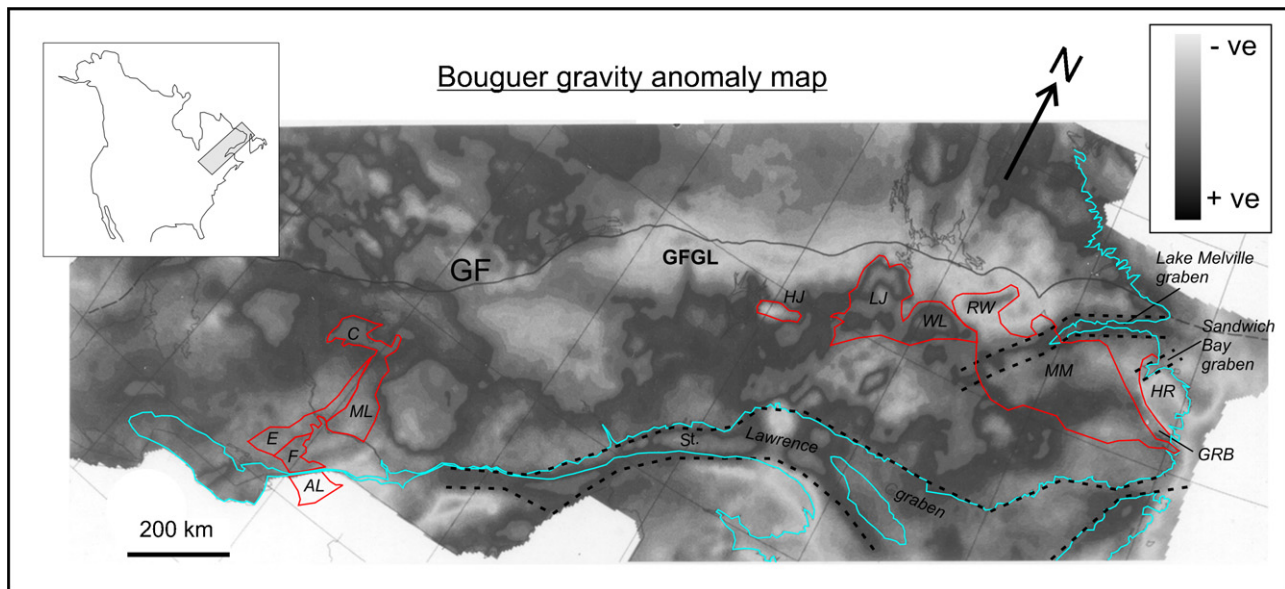 Bouguer gravity anomaly map
N
- ve
+ ve
Lake Melville
graben
Sandwich
Bay
graben
GF
GFGL
HJ
LJ
WL
RW
MM
HR
GRB
C
ML
E
F
AL
St.
Lawrence
graben
200 km